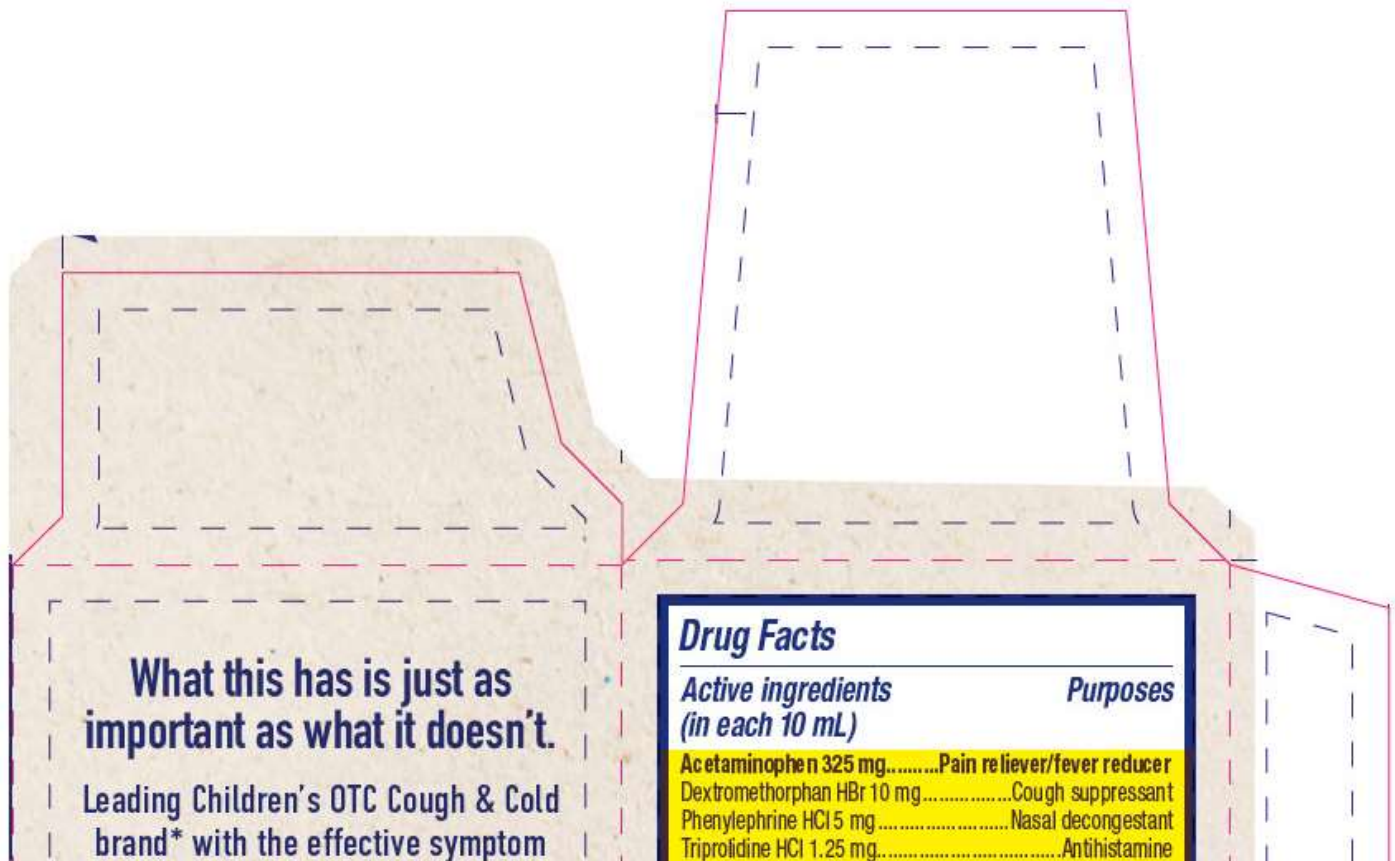 What this has is just as
important as what it doesn't.
Leading Children's OTC Cough & Cold
brand* with the effective symptom
Drug Facts
Active ingredients Purposes
(in each 10 mL)
Acetaminophen 325 mg..........Pain reliever/fever reducer
Dextromethorphan HBr 10 mg................Cough suppressant
Phenylephrine HCl 5 mg.......................Nasal decongestant
Triprolidine HCl 1.25 mg.................................Antihistamine